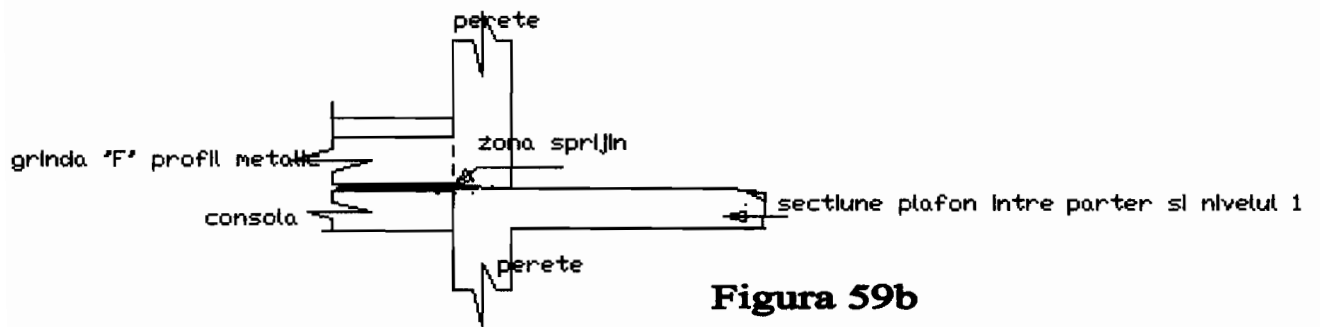 perete
zona sprijin
grinda "F" profil metalic
consola
sectiune plafon intre parter si nivelul 1
perete
Figura 59b